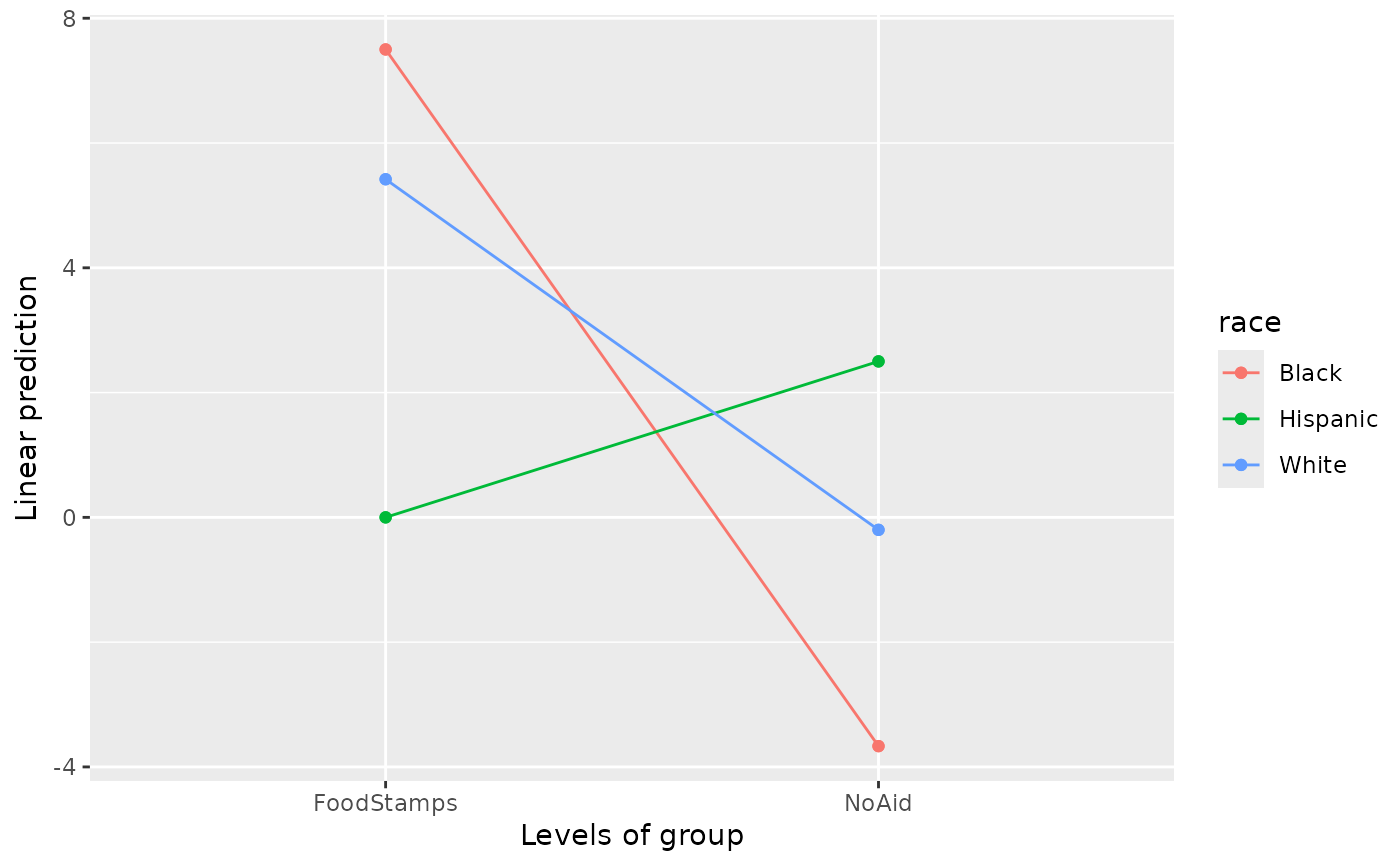 8
4
0
-4
Linear prediction
FoodStamps
NoAid
Levels of group
race
Black
Hispanic
White